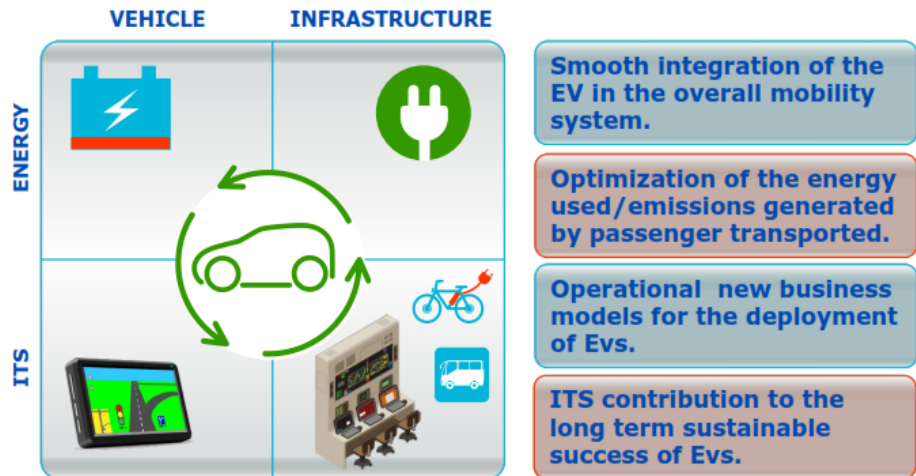 VEHICLE INFRASTRUCTURE
ENERGY
ITS
Smooth integration of the
EV in the overall mobility
system.
Optimization of the energy
used/emissions generated
by passenger transported.
Operational new business
models for the deployment
of Evs.
ITS contribution to the
long term sustainable
success of Evs.